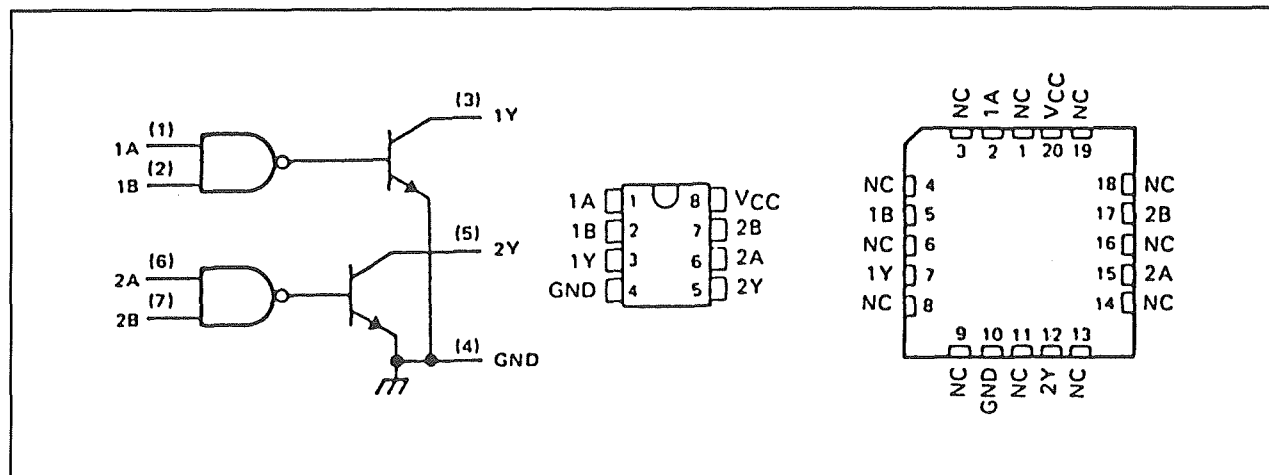 (3) 1Y
1A (1)
1B (2)
(5) 2Y
2A (6)
2B (7)
(4) GND
1A 1 8 VCC
1B 2 7 2B
1Y 3 6 2A
GND 4 5 2Y
NC 1A NC VCC NC
3 2 1 20 19
NC 4 18 NC
1B 5 17 2B
NC 6 16 NC
1Y 7 15 2A
NC 8 14 NC
9 10 11 12 13
NC GND NC 2Y NC